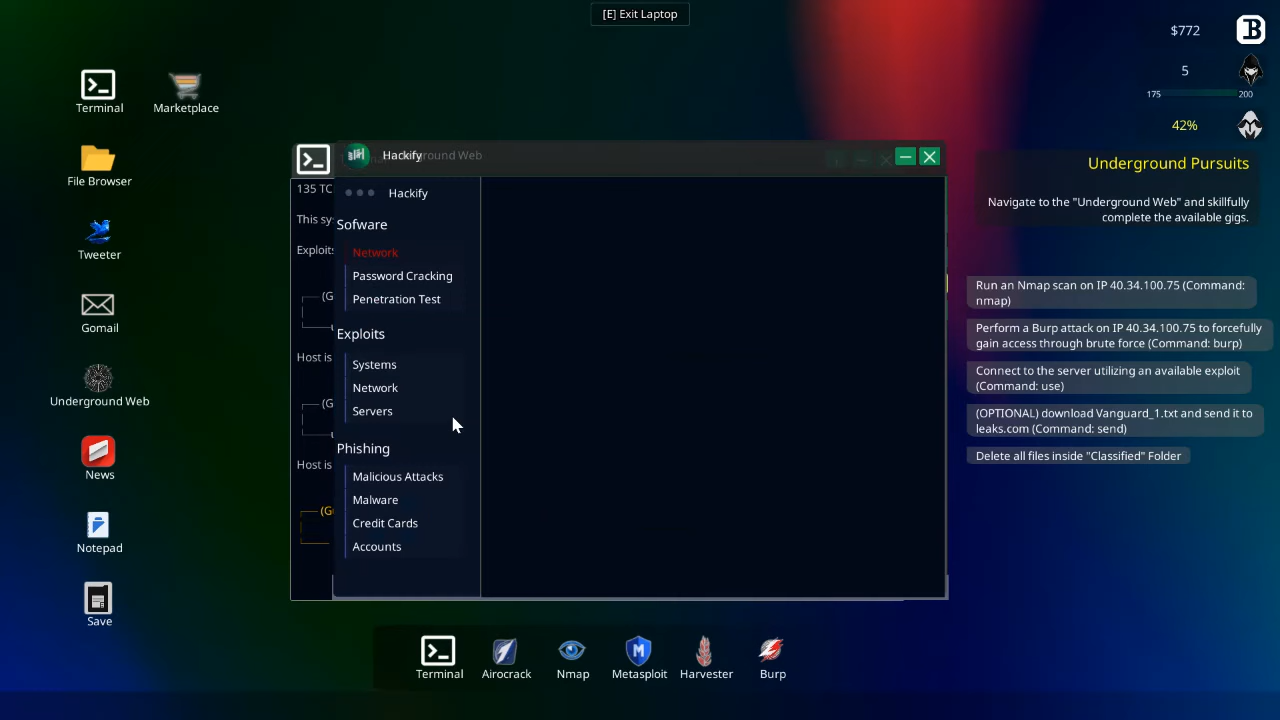 [E] Exit Laptop
$772
5
175
200
42%
Underground Pursuits
Navigate to the "Underground Web" and skillfully
complete the available gigs.
Run an Nmap scan on IP 40.34.100.75 (Command:
nmap)
Perform a Burp attack on IP 40.34.100.75 to forcefully
gain access through brute force (Command: burp)
Connect to the server utilizing an available exploit
(Command: use)
(OPTIONAL) download Vanguard_1.txt and send it to
leaks.com (Command: send)
Delete all files inside "Classified" Folder
Terminal
Marketplace
File Browser
Tweeter
Gomail
Underground Web
News
Notepad
Save
Hackify
ground Web
135 TC
This sy
Exploits
(G
Host is
(G
Host is
(G
Hackify
Sofware
Network
Password Cracking
Penetration Test
Exploits
Systems
Network
Servers
Phishing
Malicious Attacks
Malware
Credit Cards
Accounts
Terminal
Airocrack
Nmap
Metasploit
Harvester
Burp